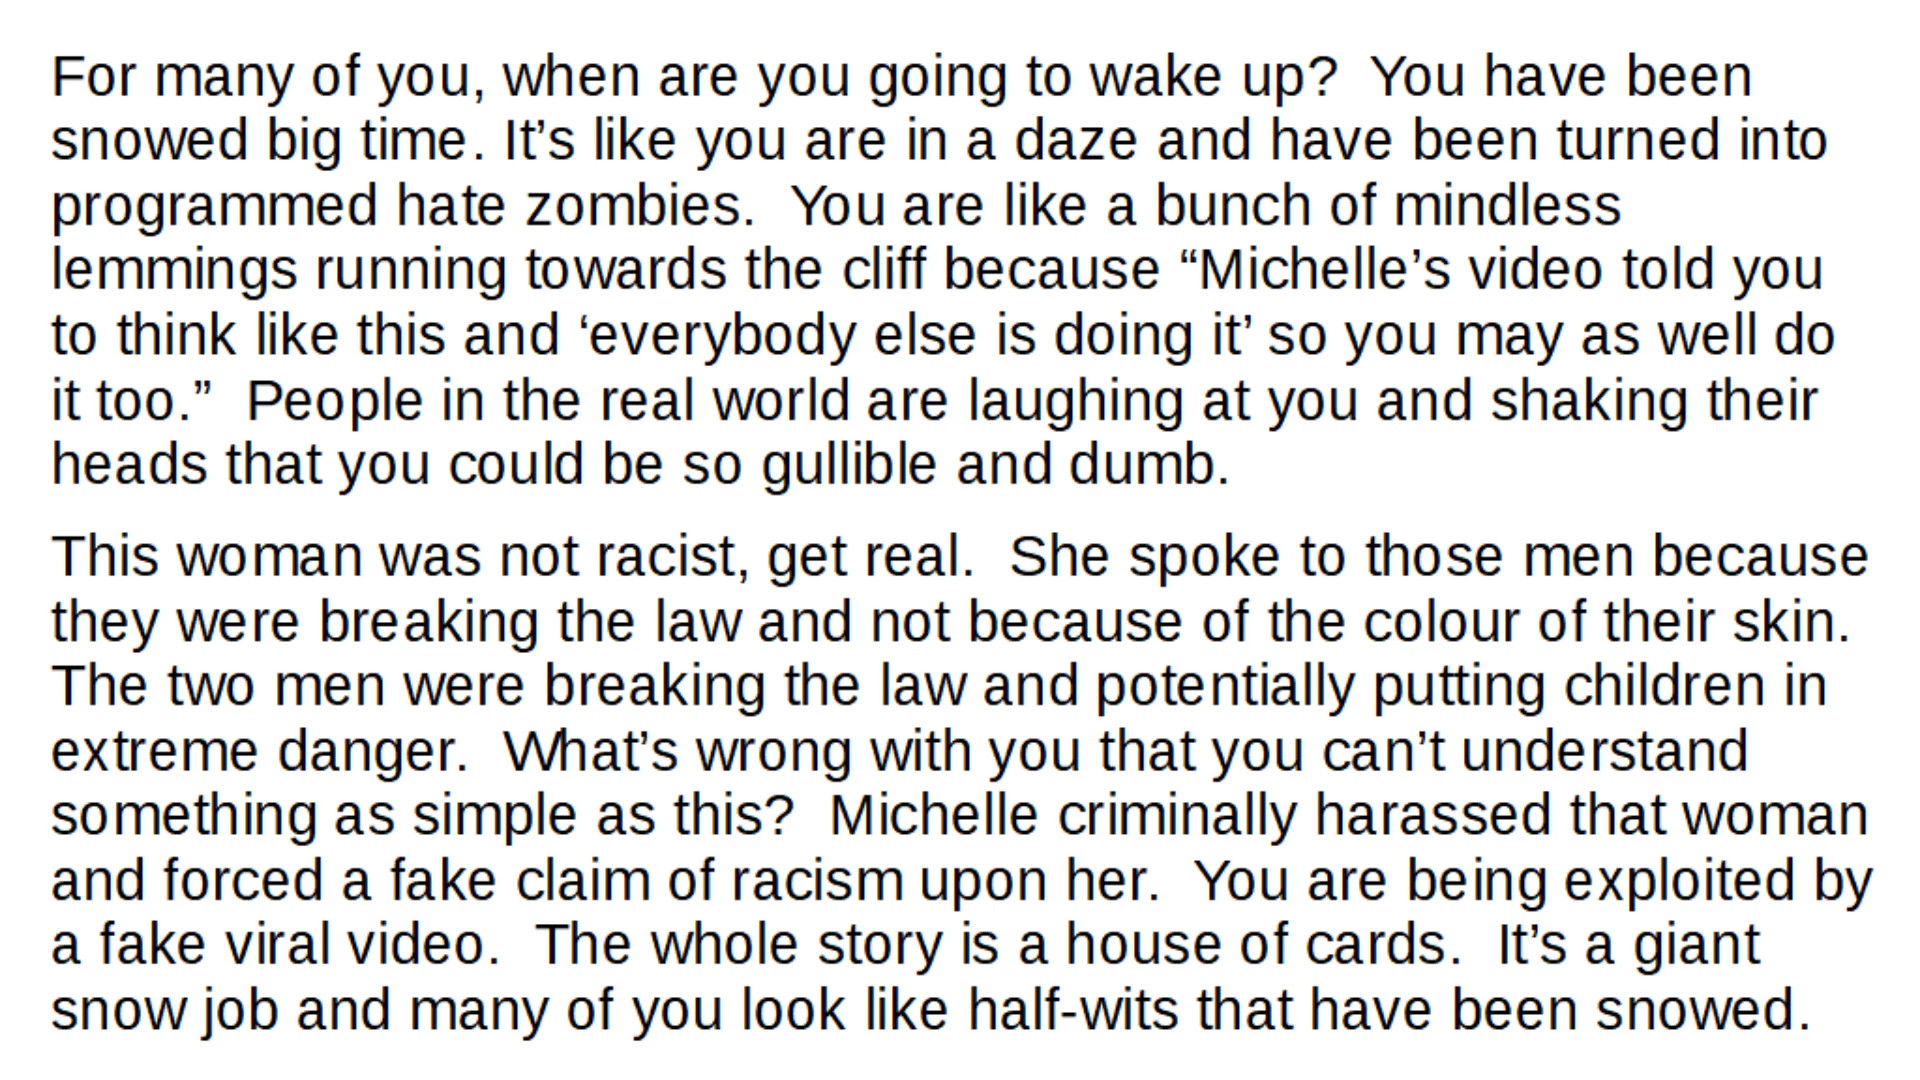 For many of you, when are you going to wake up?  You have been
snowed big time. It’s like you are in a daze and have been turned into
programmed hate zombies.  You are like a bunch of mindless
lemmings running towards the cliff because “Michelle’s video told you
to think like this and ‘everybody else is doing it’ so you may as well do
it too.”  People in the real world are laughing at you and shaking their
heads that you could be so gullible and dumb.
This woman was not racist, get real.  She spoke to those men because
they were breaking the law and not because of the colour of their skin.
The two men were breaking the law and potentially putting children in
extreme danger.  What’s wrong with you that you can’t understand
something as simple as this?  Michelle criminally harassed that woman
and forced a fake claim of racism upon her.  You are being exploited by
a fake viral video.  The whole story is a house of cards.  It’s a giant
snow job and many of you look like half-wits that have been snowed.